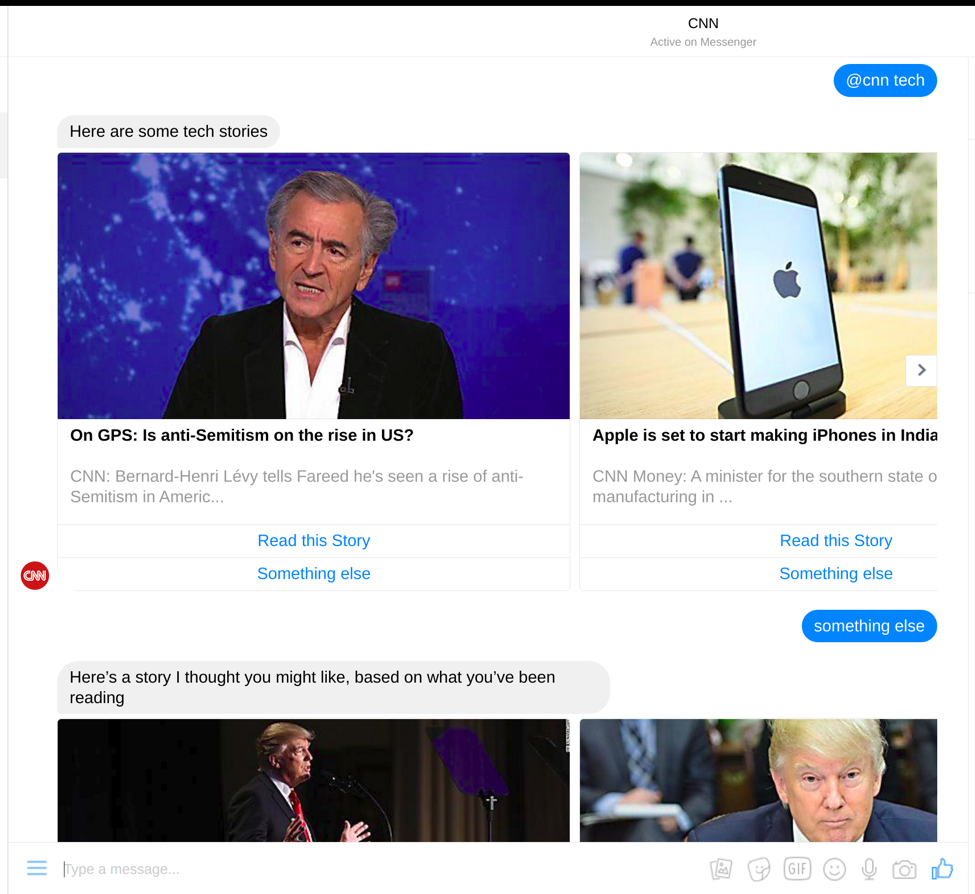 CNN
Active on Messenger
@cnn tech
Here are some tech stories
On GPS: Is anti-Semitism on the rise in US?
CNN: Bernard-Henri Lévy tells Fareed he's seen a rise of anti-
Semitism in Americ...
Read this Story
Something else
Apple is set to start making iPhones in India
CNN Money: A minister for the southern state o
manufacturing in ...
Read this Story
Something else
CNN
something else
Here’s a story I thought you might like, based on what you’ve been
reading
Type a message...
GIF